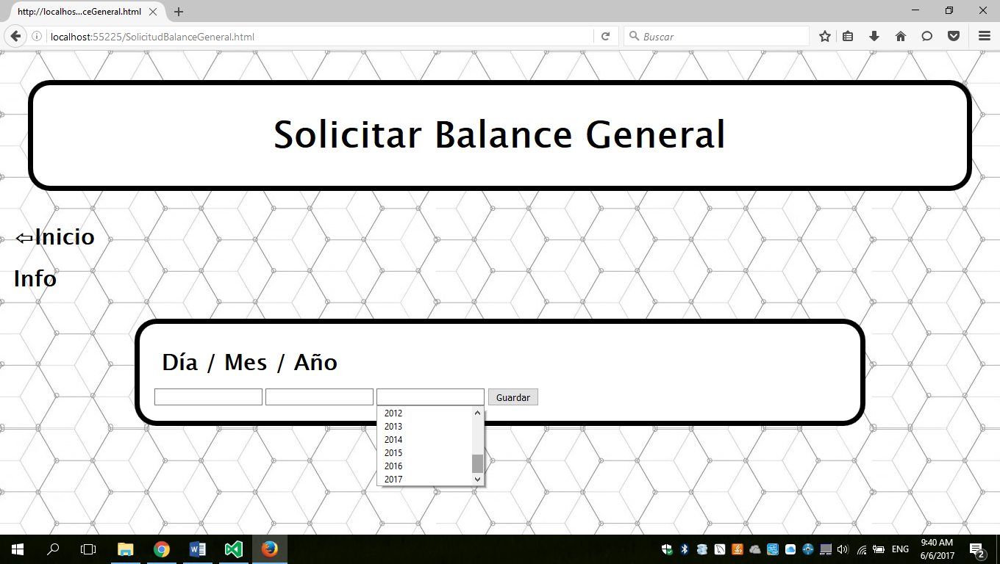 http://localhos...ceGeneral.html
localhost:55225/SolicitudBalanceGeneral.html
Buscar
Solicitar Balance General
⇦Inicio
Info
Día / Mes / Año
Guardar
2012
2013
2014
2015
2016
2017
ENG
9:40 AM
6/6/2017
2